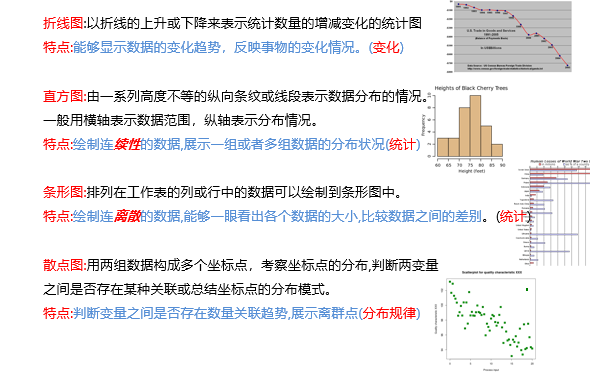 折线图:以折线的上升或下降来表示统计数量的增减变化的统计图
特点:能够显示数据的变化趋势，反映事物的变化情况。(变化)
直方图:由一系列高度不等的纵向条纹或线段表示数据分布的情况。
一般用横轴表示数据范围，纵轴表示分布情况。
特点:绘制连续性的数据,展示一组或者多组数据的分布状况(统计)
Heights of Black Cherry Trees
Frequency
10
8
6
4
2
0
60 65 70 75 80 85 90
Height (feet)
条形图:排列在工作表的列或行中的数据可以绘制到条形图中。
特点:绘制连离散的数据,能够一眼看出各个数据的大小,比较数据之间的差别。(统计)
Human Losses of World War Two
散点图:用两组数据构成多个坐标点，考察坐标点的分布,判断两变量
之间是否存在某种关联或总结坐标点的分布模式。
特点:判断变量之间是否存在数量关联趋势,展示离群点(分布规律)
Scatterplot for quality characteristic XXX